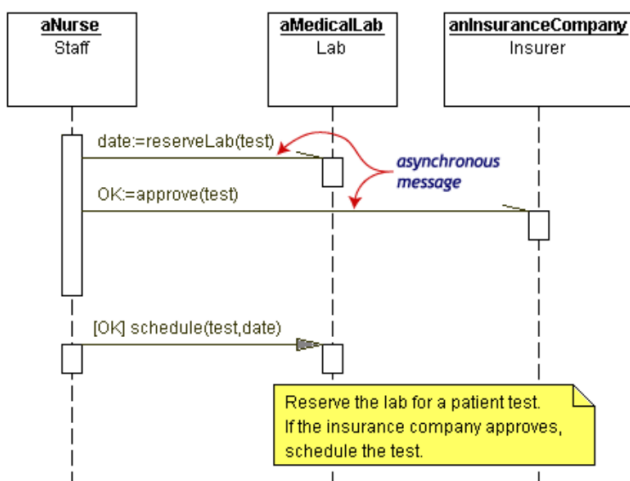 aNurse
Staff
aMedicalLab
Lab
anInsuranceCompany
Insurer
date:=reserveLab(test)
asynchronous
message
OK:=approve(test)
[OK] schedule(test,date)
Reserve the lab for a patient test.
If the insurance company approves,
schedule the test.